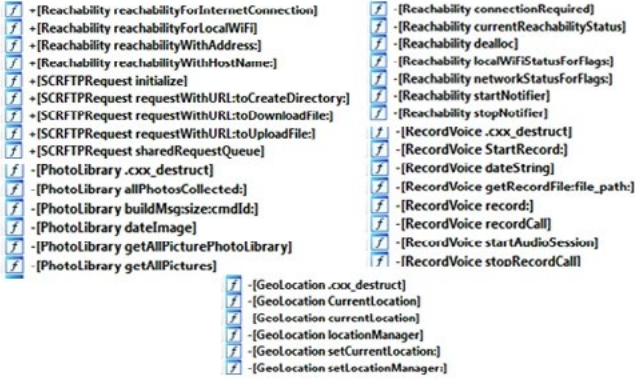 +[Reachability reachabilityForInternetConnection]
+[Reachability reachabilityForLocalWiFi]
+[Reachability reachabilityWithAddress:]
+[Reachability reachabilityWithHostName:]
+[SCRFTPRequest initialize]
+[SCRFTPRequest requestWithURL:toCreateDirectory:]
+[SCRFTPRequest requestWithURL:toDownloadFile:]
+[SCRFTPRequest requestWithURL:toUploadFile:]
+[SCRFTPRequest sharedRequestQueue]
-[PhotoLibrary .cxx_destruct]
-[PhotoLibrary allPhotosCollected:]
-[PhotoLibrary buildMsg:size:cmdId:]
-[PhotoLibrary dateImage]
-[PhotoLibrary getAllPicturePhotoLibrary]
-[PhotoLibrary getAllPictures]
-[Reachability connectionRequired]
-[Reachability currentReachabilityStatus]
-[Reachability dealloc]
-[Reachability localWiFiStatusForFlags:]
-[Reachability networkStatusForFlags:]
-[Reachability startNotifier]
-[Reachability stopNotifier]
-[RecordVoice .cxx_destruct]
-[RecordVoice StartRecord:]
-[RecordVoice dateString]
-[RecordVoice getRecordFile:file_path:]
-[RecordVoice record:]
-[RecordVoice recordCall]
-[RecordVoice startAudioSession]
-[RecordVoice stopRecordCall]
-[GeoLocation .cxx_destruct]
-[GeoLocation CurrentLocation]
-[GeoLocation currentLocation]
-[GeoLocation locationManager]
-[GeoLocation setCurrentLocation:]
-[GeoLocation setLocationManager:]